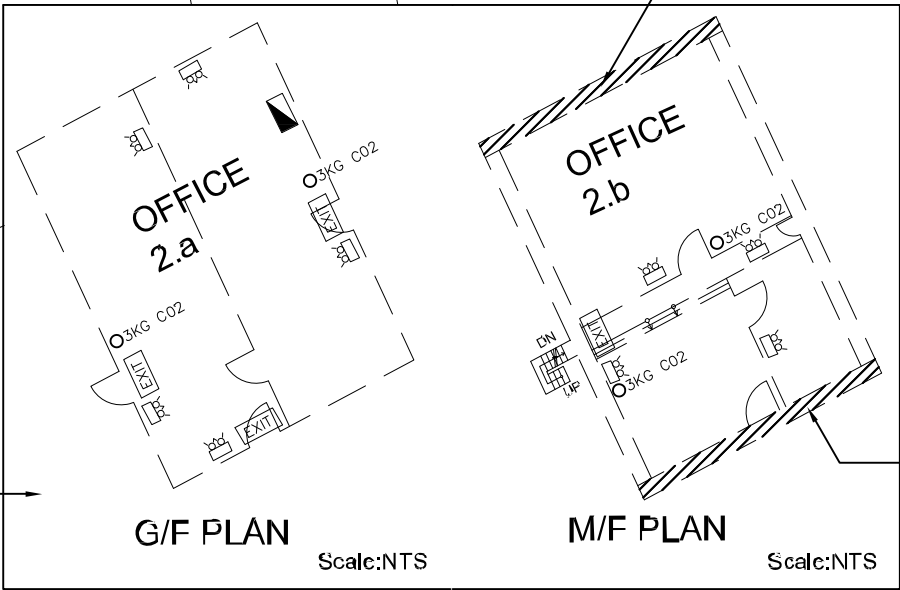 OFFICE
2.a
3KG CO2
EXIT
3KG CO2
EXIT
EXIT
G/F PLAN
Scale:NTS
OFFICE
2.b
3KG CO2
EXIT
DN
UP
3KG CO2
M/F PLAN
Scale:NTS